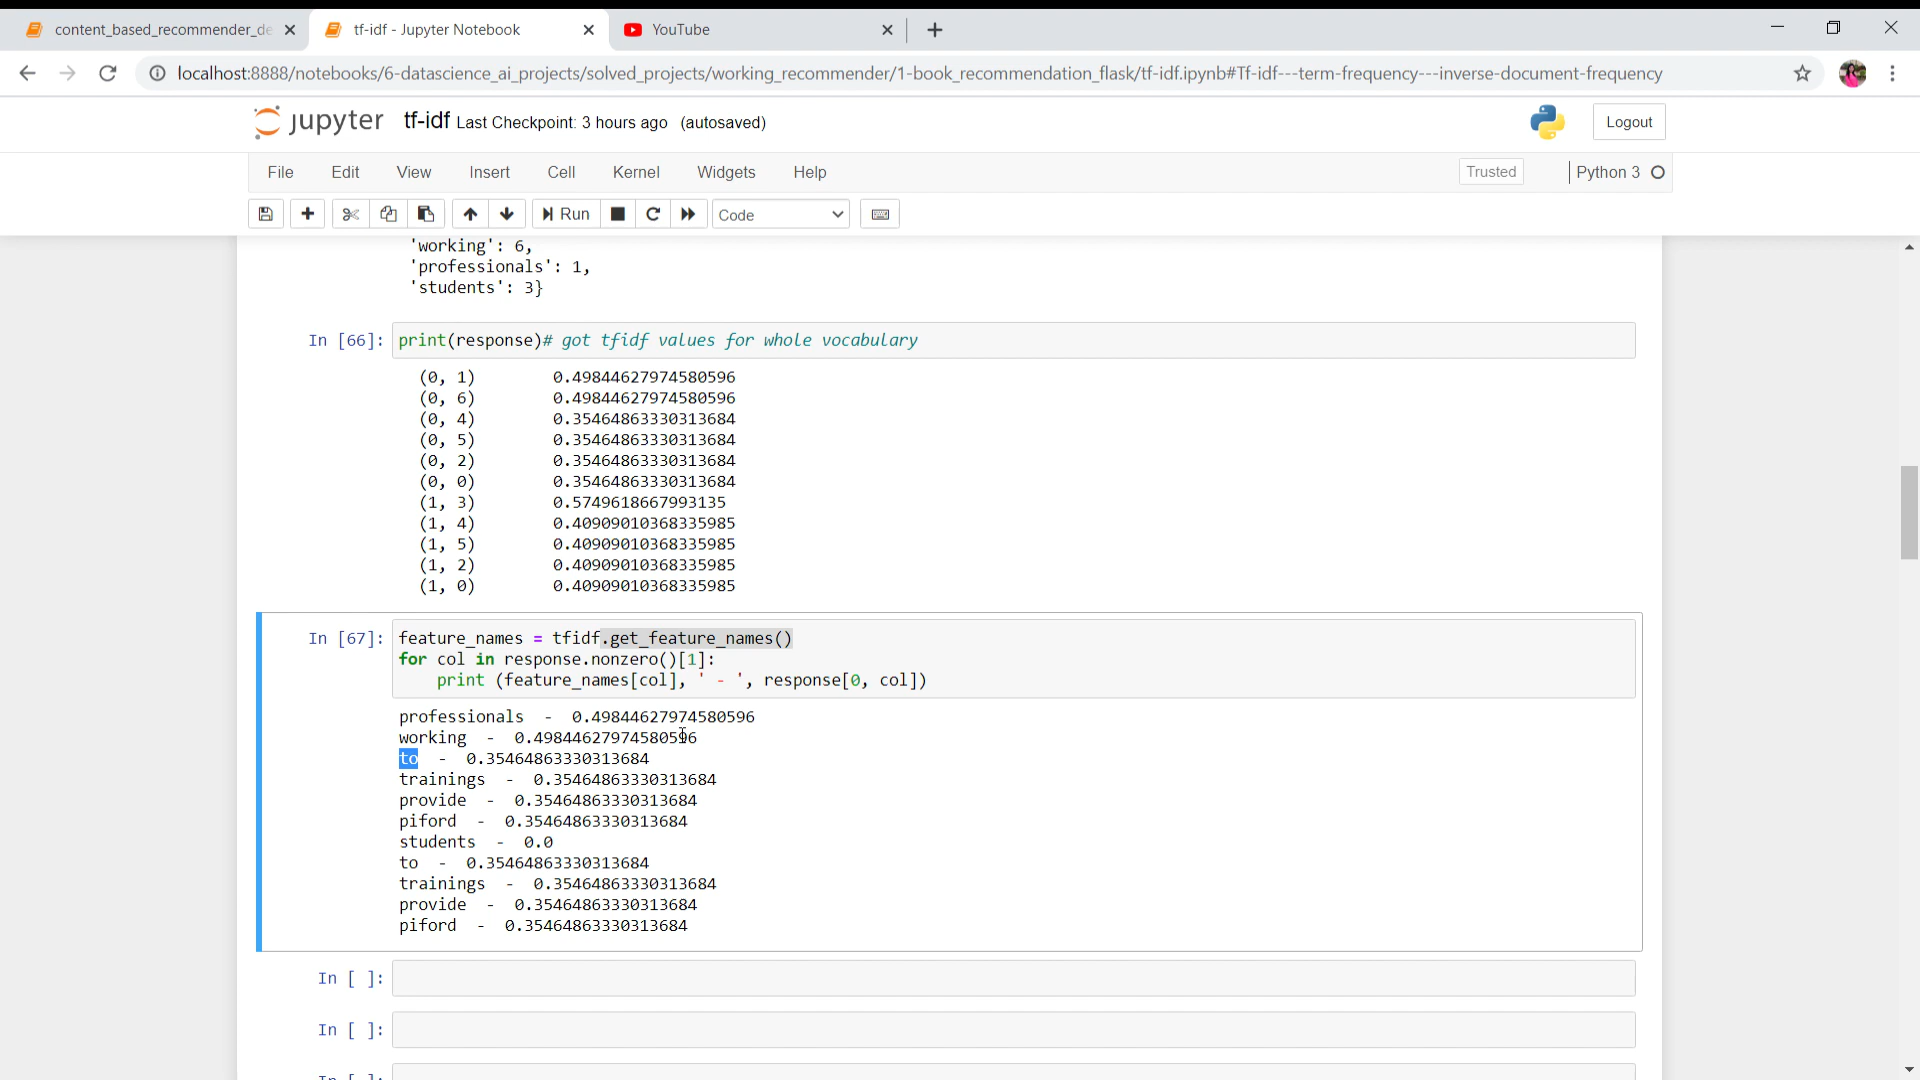 content_based_recommender_de
tf-idf - Jupyter Notebook
YouTube
localhost:8888/notebooks/6-datascience_ai_projects/solved_projects/working_recommender/1-book_recommendation_flask/tf-idf.ipynb#Tf-idf---term-frequency---inverse-document-frequency
jupyter tf-idf Last Checkpoint: 3 hours ago (autosaved)
Logout
File Edit View Insert Cell Kernel Widgets Help
Trusted
Python 3
Run
Code
'working': 6,
'professionals': 1,
'students': 3}
In [66]: print(response)# got tfidf values for whole vocabulary
(0, 1) 0.49844627974580596
(0, 6) 0.49844627974580596
(0, 4) 0.35464863330313684
(0, 5) 0.35464863330313684
(0, 2) 0.35464863330313684
(0, 0) 0.35464863330313684
(1, 3) 0.5749618667993135
(1, 4) 0.40909010368335985
(1, 5) 0.40909010368335985
(1, 2) 0.40909010368335985
(1, 0) 0.40909010368335985
In [67]: feature_names = tfidf.get_feature_names()
for col in response.nonzero()[1]:
print (feature_names[col], ' - ', response[0, col])
professionals - 0.49844627974580596
working - 0.49844627974580596
to - 0.35464863330313684
trainings - 0.35464863330313684
provide - 0.35464863330313684
piford - 0.35464863330313684
students - 0.0
to - 0.35464863330313684
trainings - 0.35464863330313684
provide - 0.35464863330313684
piford - 0.35464863330313684
In [ ]:
In [ ]:
In [ ]: